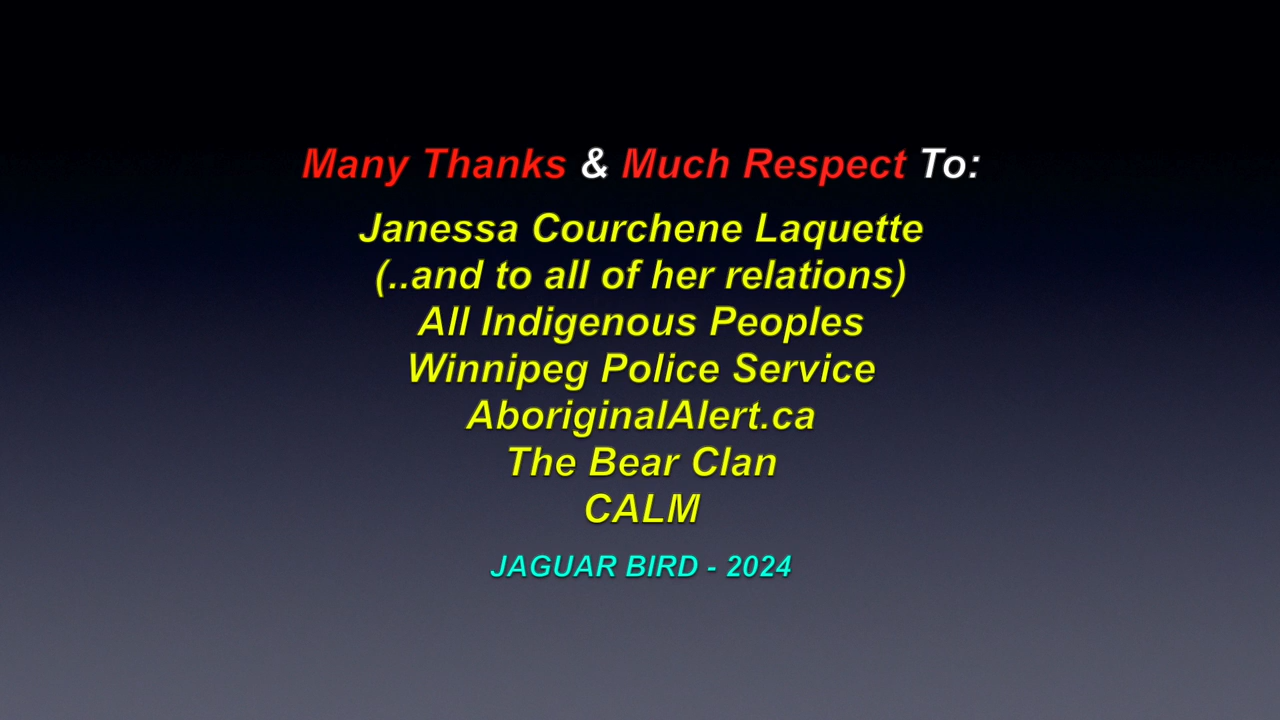 Many Thanks & Much Respect To:
Janessa Courchene Laquette
(..and to all of her relations)
All Indigenous Peoples
Winnipeg Police Service
AboriginalAlert.ca
The Bear Clan
CALM
JAGUAR BIRD - 2024